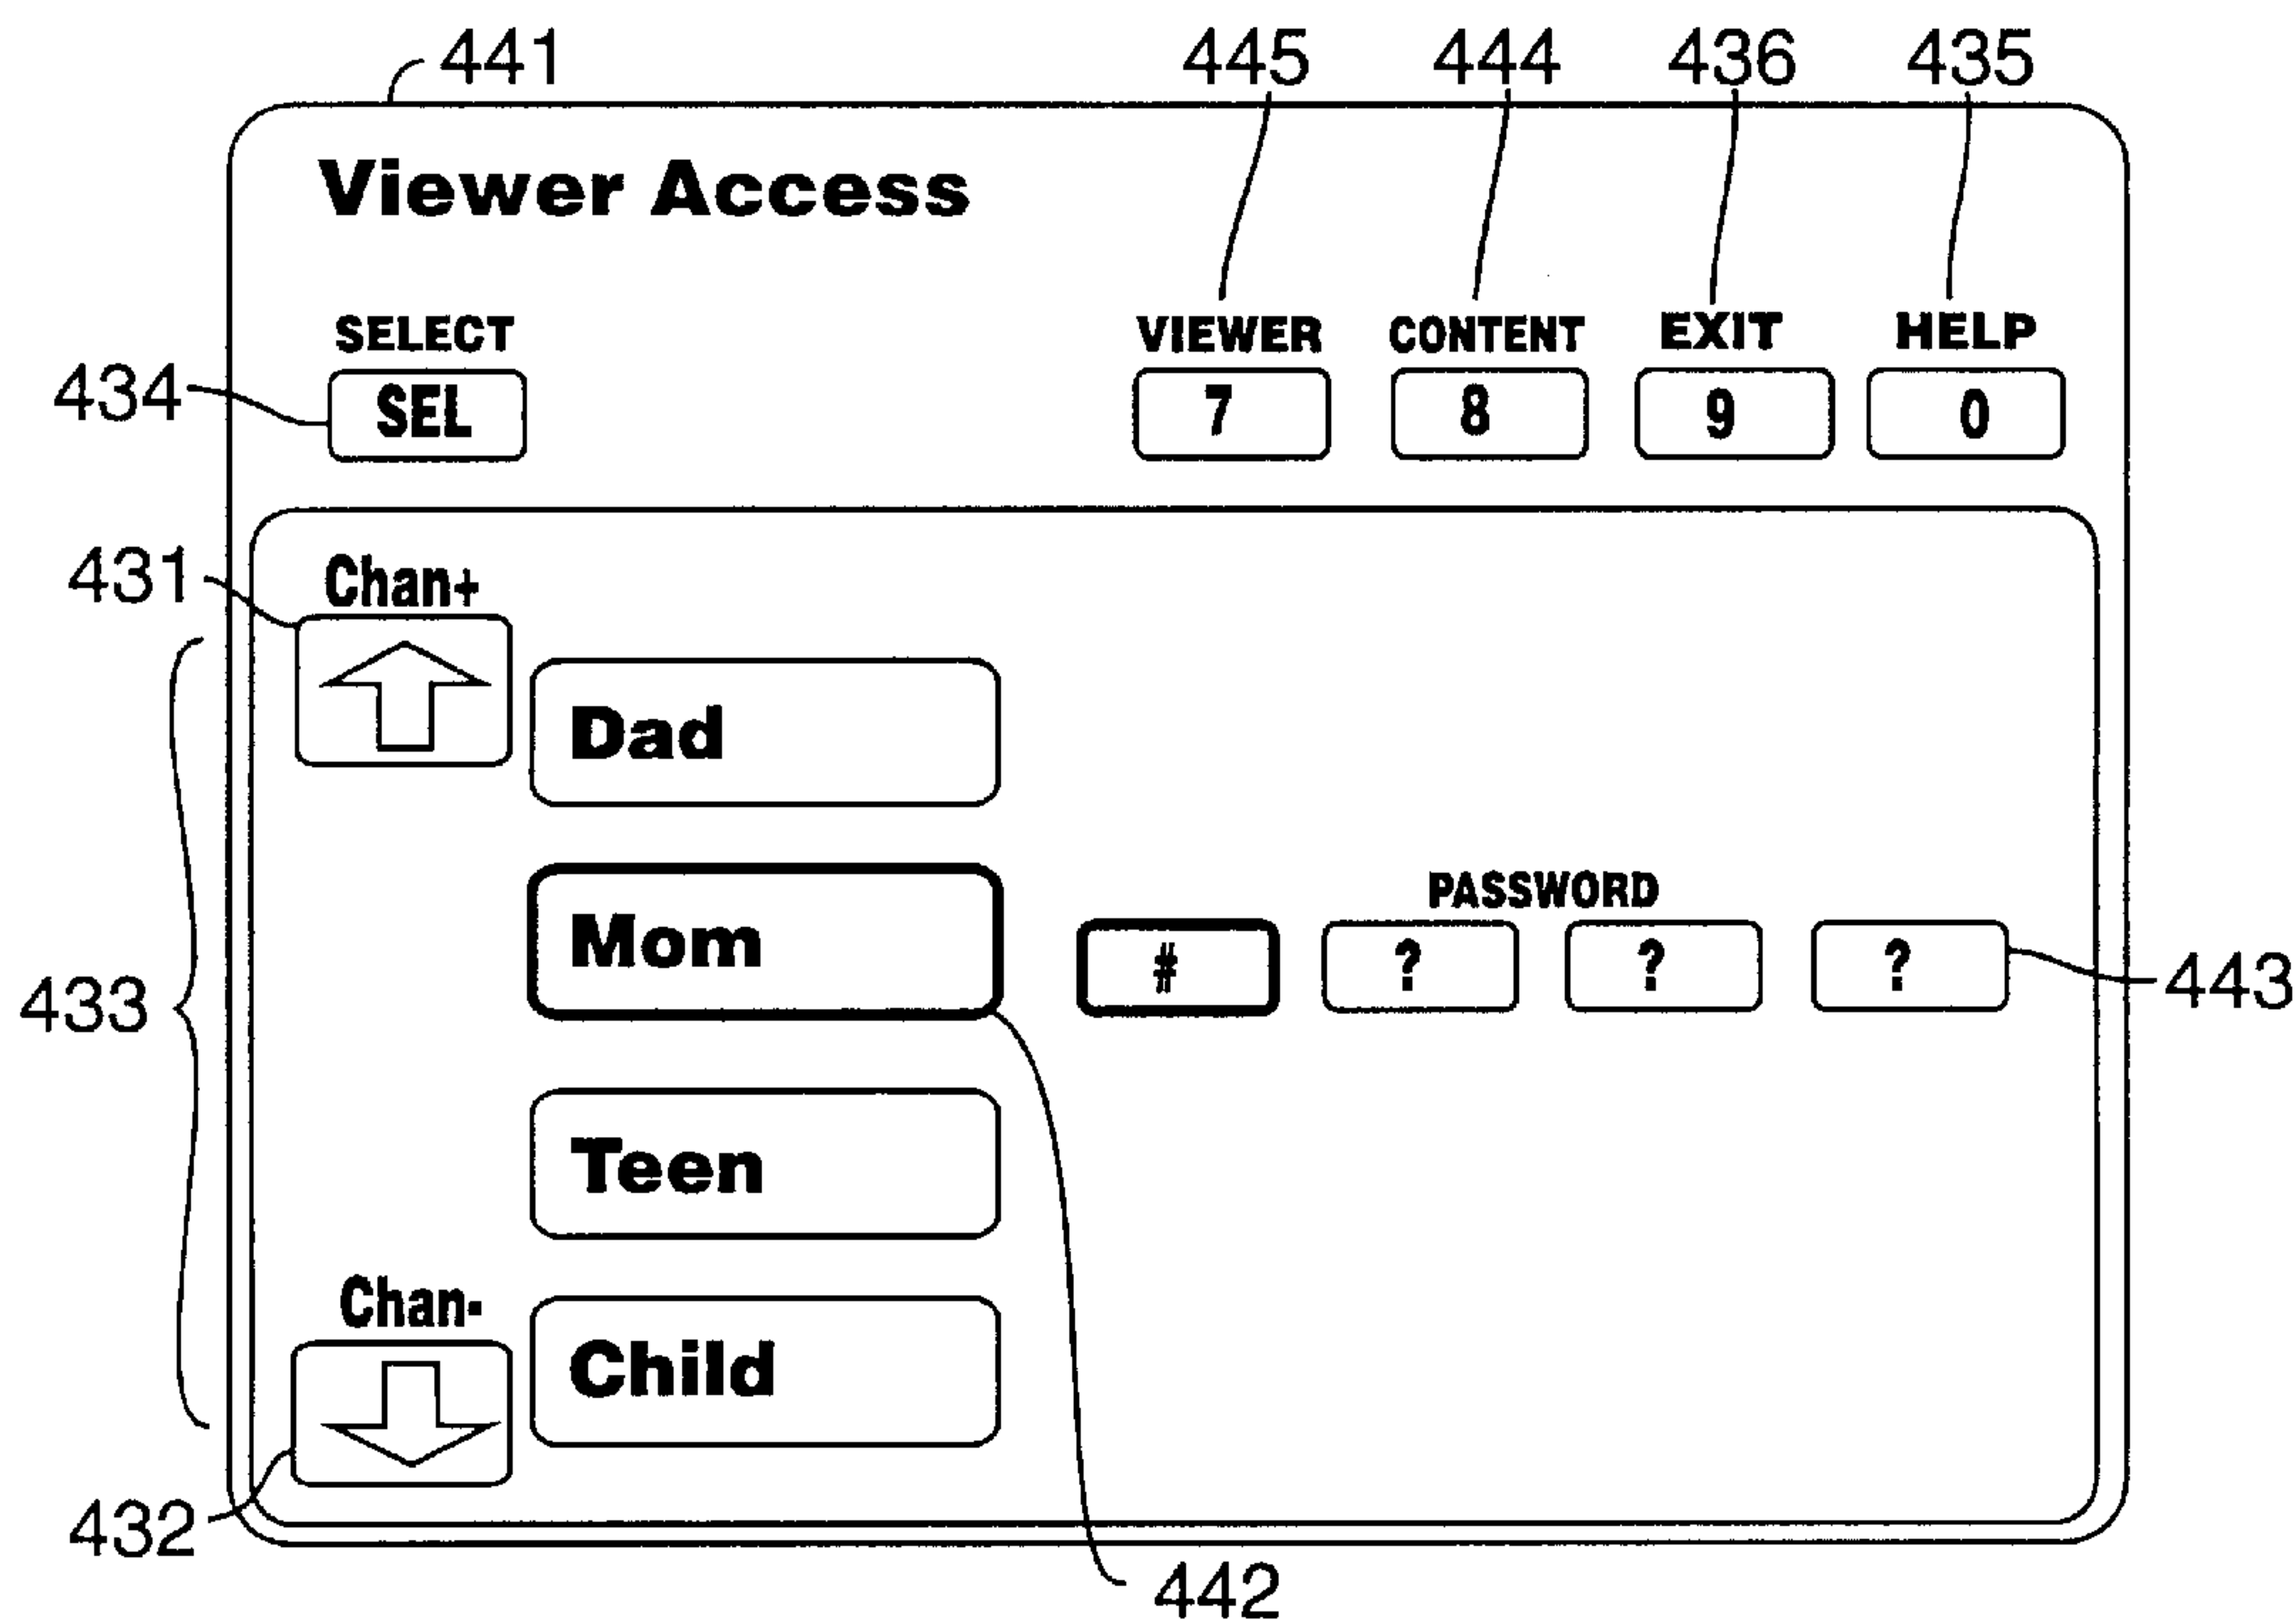 441 445 444 436 435
Viewer Access
SELECT VIEWER CONTENT EXIT HELP
434 SEL 7 8 9 0
431 Chan+
Dad
PASSWORD
433 Mom # ? ? ? 443
Teen
Chan-
Child
432
442